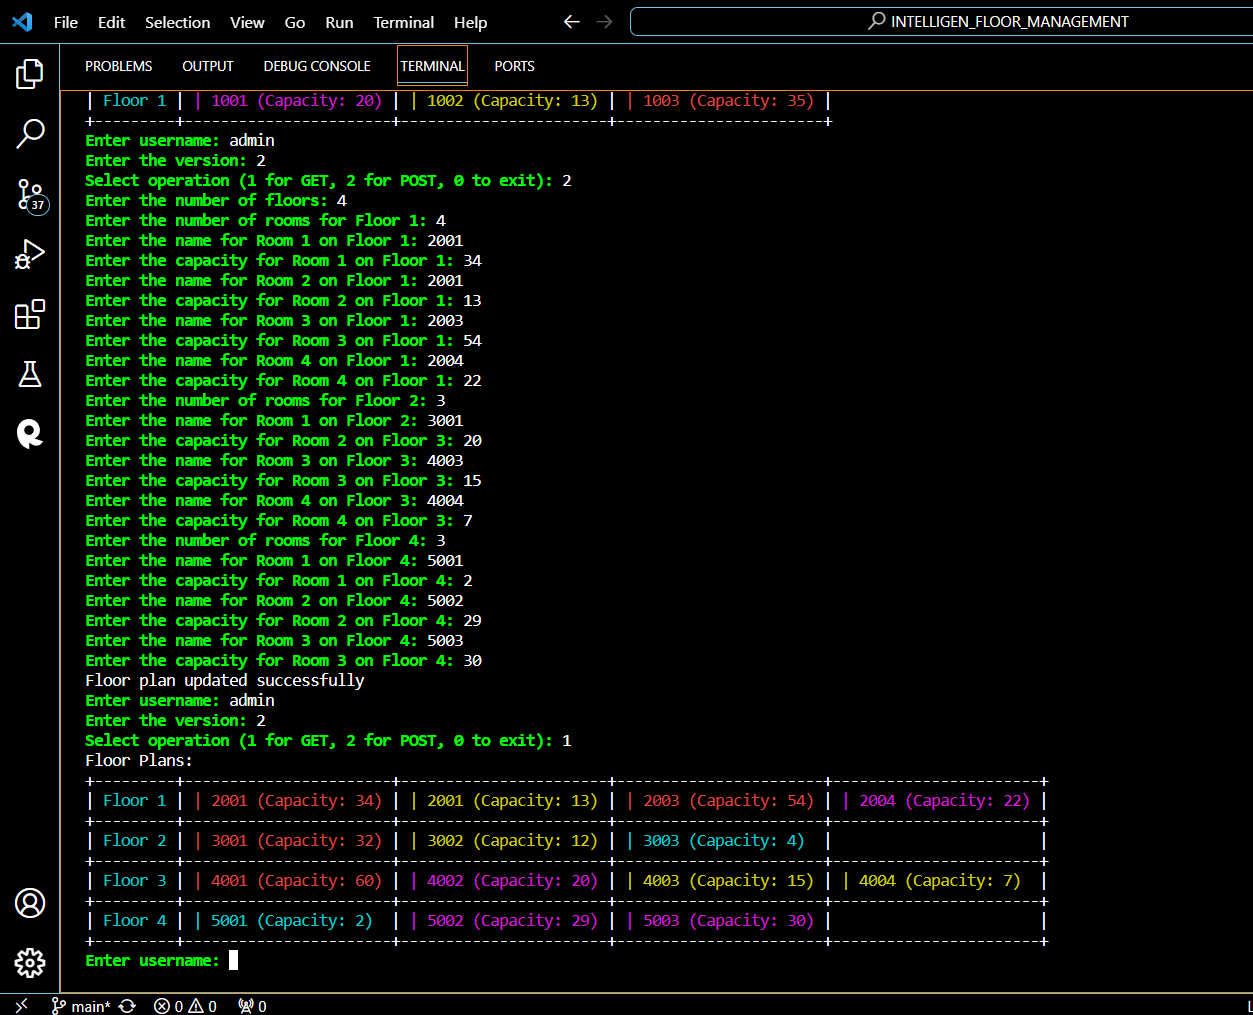 File Edit Selection View Go Run Terminal Help INTELLIGEN_FLOOR_MANAGEMENT
PROBLEMS OUTPUT DEBUG CONSOLE TERMINAL PORTS
| Floor 1 | | 1001 (Capacity: 20) | | 1002 (Capacity: 13) | | 1003 (Capacity: 35) |
+---------+-----------------------+-----------------------+-----------------------+
Enter username: admin
Enter the version: 2
Select operation (1 for GET, 2 for POST, 0 to exit): 2
Enter the number of floors: 4
Enter the number of rooms for Floor 1: 4
Enter the name for Room 1 on Floor 1: 2001
Enter the capacity for Room 1 on Floor 1: 34
Enter the name for Room 2 on Floor 1: 2001
Enter the capacity for Room 2 on Floor 1: 13
Enter the name for Room 3 on Floor 1: 2003
Enter the capacity for Room 3 on Floor 1: 54
Enter the name for Room 4 on Floor 1: 2004
Enter the capacity for Room 4 on Floor 1: 22
Enter the number of rooms for Floor 2: 3
Enter the name for Room 1 on Floor 2: 3001
Enter the capacity for Room 2 on Floor 3: 20
Enter the name for Room 3 on Floor 3: 4003
Enter the capacity for Room 3 on Floor 3: 15
Enter the name for Room 4 on Floor 3: 4004
Enter the capacity for Room 4 on Floor 3: 7
Enter the number of rooms for Floor 4: 3
Enter the name for Room 1 on Floor 4: 5001
Enter the capacity for Room 1 on Floor 4: 2
Enter the name for Room 2 on Floor 4: 5002
Enter the capacity for Room 2 on Floor 4: 29
Enter the name for Room 3 on Floor 4: 5003
Enter the capacity for Room 3 on Floor 4: 30
Floor plan updated successfully
Enter username: admin
Enter the version: 2
Select operation (1 for GET, 2 for POST, 0 to exit): 1
Floor Plans:
+---------+-----------------------+-----------------------+-----------------------+-----------------------+
| Floor 1 | | 2001 (Capacity: 34) | | 2001 (Capacity: 13) | | 2003 (Capacity: 54) | | 2004 (Capacity: 22) |
+---------+-----------------------+-----------------------+-----------------------+-----------------------+
| Floor 2 | | 3001 (Capacity: 32) | | 3002 (Capacity: 12) | | 3003 (Capacity: 4)  |                       |
+---------+-----------------------+-----------------------+-----------------------+-----------------------+
| Floor 3 | | 4001 (Capacity: 60) | | 4002 (Capacity: 20) | | 4003 (Capacity: 15) | | 4004 (Capacity: 7)  |
+---------+-----------------------+-----------------------+-----------------------+-----------------------+
| Floor 4 | | 5001 (Capacity: 2)  | | 5002 (Capacity: 29) | | 5003 (Capacity: 30) |                       |
+---------+-----------------------+-----------------------+-----------------------+-----------------------+
Enter username:
37
main* 0 0 0 L